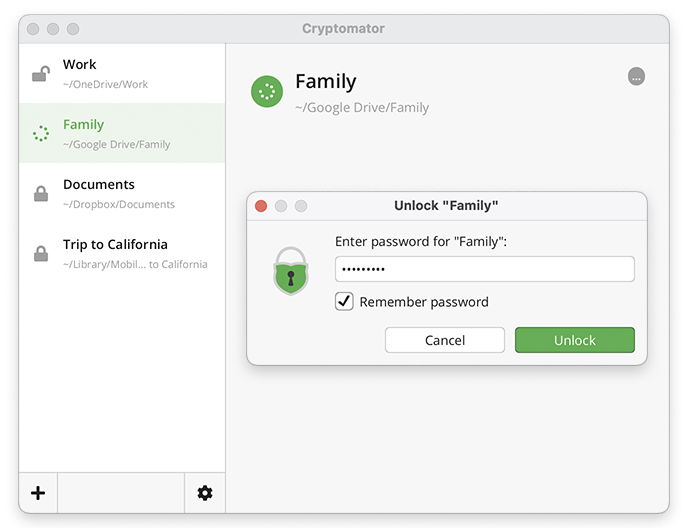 Cryptomator
Work
~/OneDrive/Work
Family
~/Google Drive/Family
Documents
~/Dropbox/Documents
Trip to California
~/Library/Mobil... to California
Family
~/Google Drive/Family
...
Unlock "Family"
Enter password for "Family":
•••••••••
Remember password
Cancel
Unlock